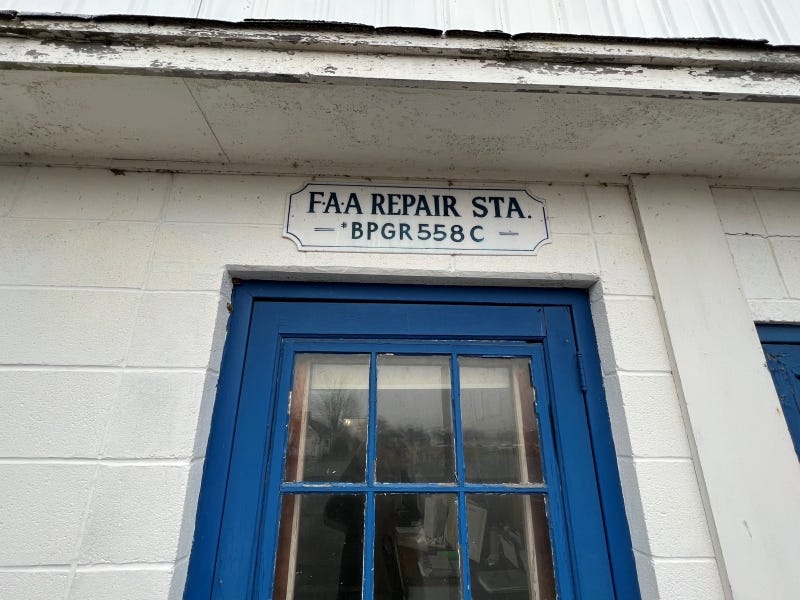 F·A·A REPAIR STA.
— #BPGR558C —